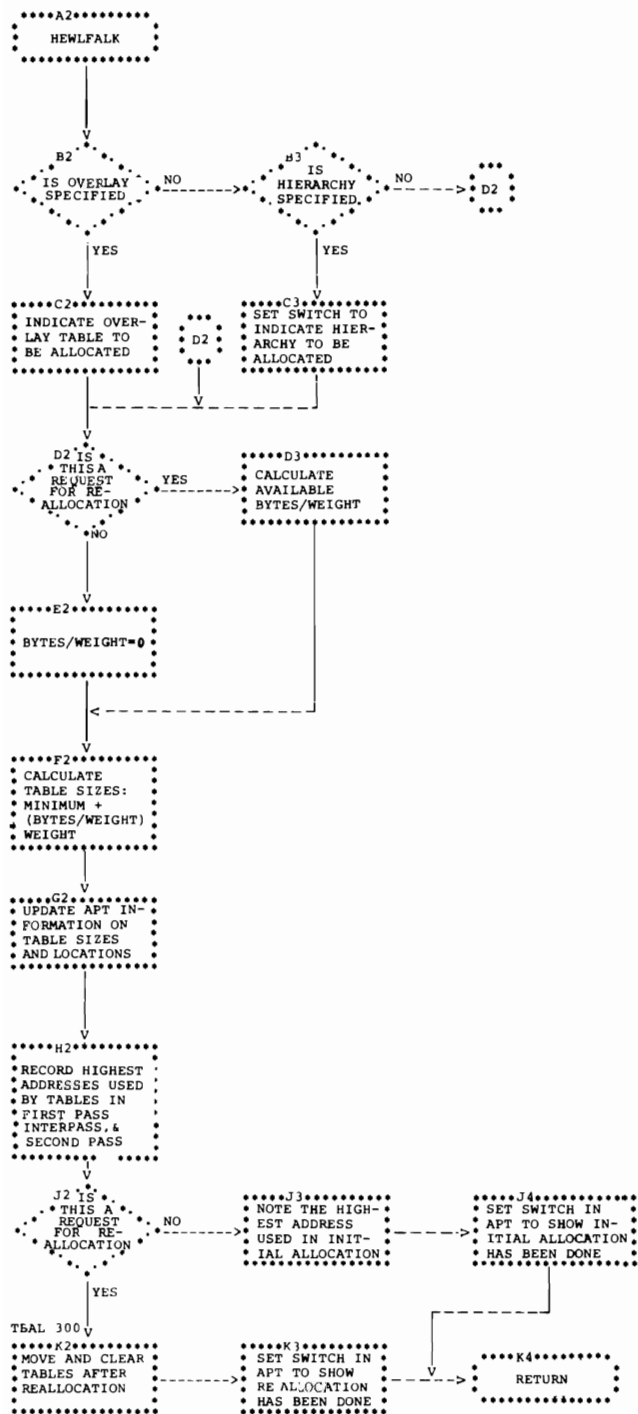 A2
HEWLFALK
B2
IS OVERLAY
SPECIFIED
NO
B3
IS
HIERARCHY
SPECIFIED
NO
D2
YES
YES
C2
INDICATE OVER-
LAY TABLE TO
BE ALLOCATED
D2
C3
SET SWITCH TO
INDICATE HIER-
ARCHY TO BE
ALLOCATED
D2 IS
THIS A
REQUEST
FOR RE-
ALLOCATION
YES
D3
CALCULATE
AVAILABLE
BYTES/WEIGHT
NO
E2
BYTES/WEIGHT=0
F2
CALCULATE
TABLE SIZES:
MINIMUM +
(BYTES/WEIGHT)
WEIGHT
G2
UPDATE APT IN-
FORMATION ON
TABLE SIZES
AND LOCATIONS
H2
RECORD HIGHEST
ADDRESSES USED
BY TABLES IN
FIRST PASS
INTERPASS,&
SECOND PASS
J2 IS
THIS A
REQUEST
FOR RE-
ALLOCATION
NO
J3
NOTE THE HIGH-
EST ADDRESS
USED IN INIT-
IAL ALLOCATION
J4
SET SWITCH IN
APT TO SHOW IN-
ITIAL ALLOCATION
HAS BEEN DONE
YES
TBAL 300
K2
MOVE AND CLEAR
TABLES AFTER
REALLOCATION
K3
SET SWITCH IN
APT TO SHOW
REALLOCATION
HAS BEEN DONE
K4
RETURN